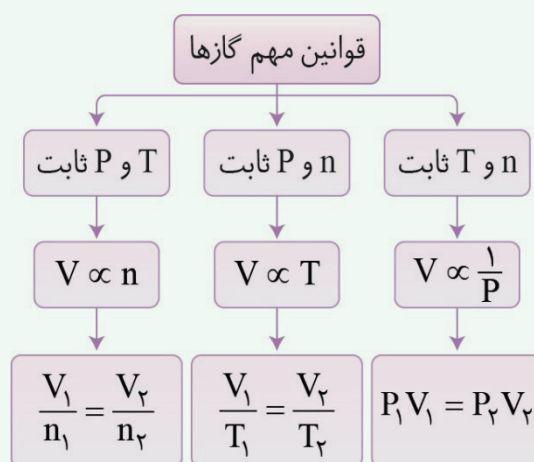 قوانین مهم گازها
n و T ثابت
n و P ثابت
T و P ثابت
V ∝ ۱/P
V ∝ T
V ∝ n
P۱V۱ = P۲V۲
V۱/T۱ = V۲/T۲
V۱/n۱ = V۲/n۲